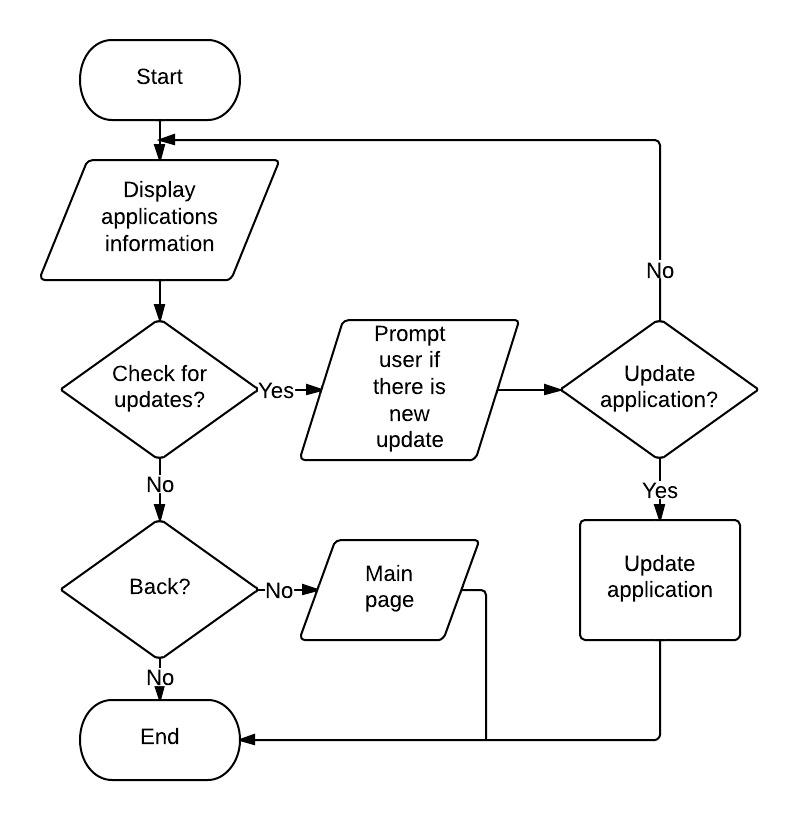 Start
Display
applications
information
No
Prompt
user if
there is
new
update
Check for
updates?
Yes
Update
application?
No
Yes
Back?
No
Main
page
Update
application
No
End